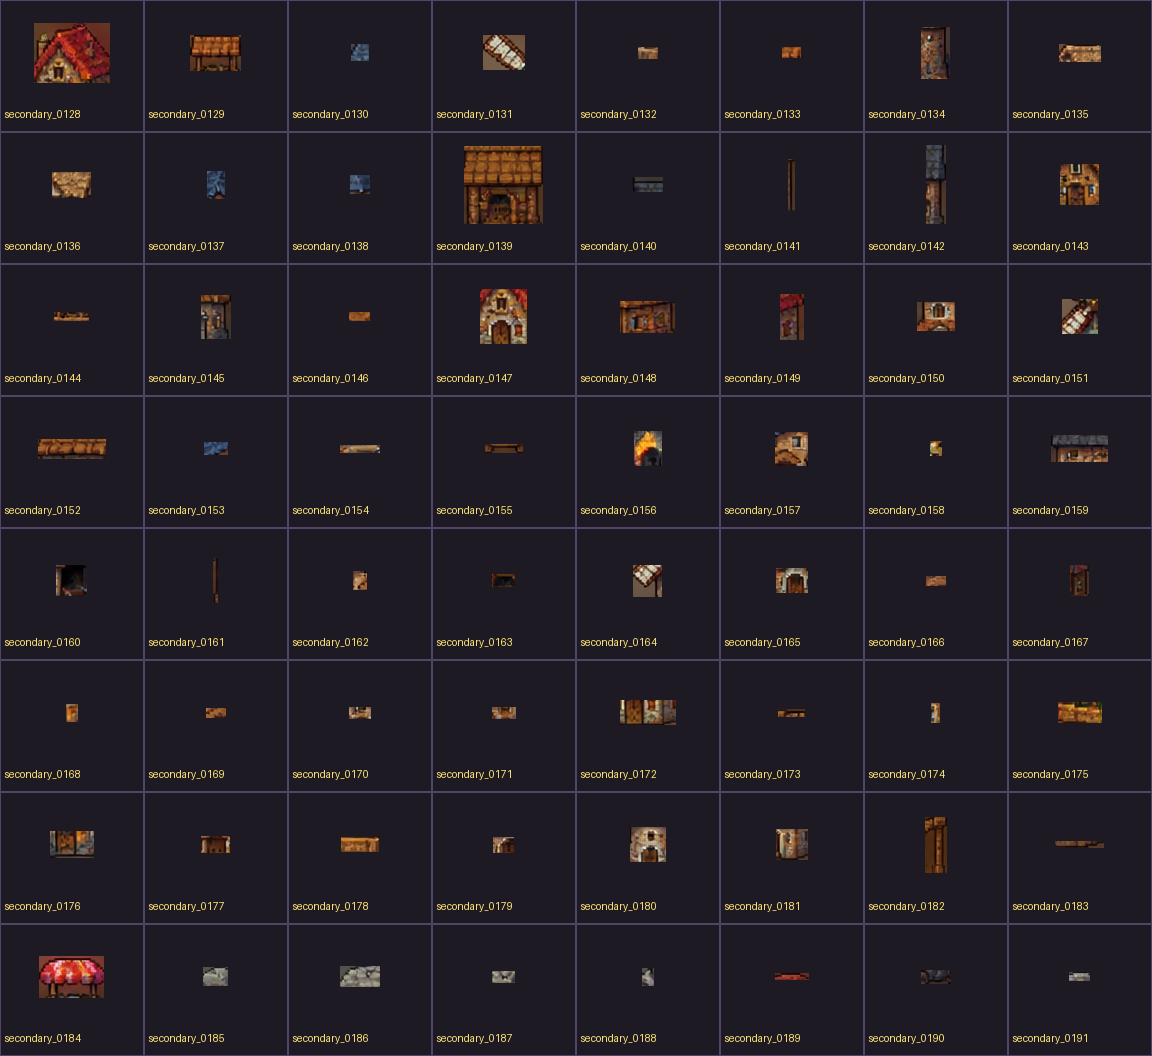 secondary_0128 secondary_0129 secondary_0130 secondary_0131 secondary_0132 secondary_0133 secondary_0134 secondary_0135
secondary_0136 secondary_0137 secondary_0138 secondary_0139 secondary_0140 secondary_0141 secondary_0142 secondary_0143
secondary_0144 secondary_0145 secondary_0146 secondary_0147 secondary_0148 secondary_0149 secondary_0150 secondary_0151
secondary_0152 secondary_0153 secondary_0154 secondary_0155 secondary_0156 secondary_0157 secondary_0158 secondary_0159
secondary_0160 secondary_0161 secondary_0162 secondary_0163 secondary_0164 secondary_0165 secondary_0166 secondary_0167
secondary_0168 secondary_0169 secondary_0170 secondary_0171 secondary_0172 secondary_0173 secondary_0174 secondary_0175
secondary_0176 secondary_0177 secondary_0178 secondary_0179 secondary_0180 secondary_0181 secondary_0182 secondary_0183
secondary_0184 secondary_0185 secondary_0186 secondary_0187 secondary_0188 secondary_0189 secondary_0190 secondary_0191